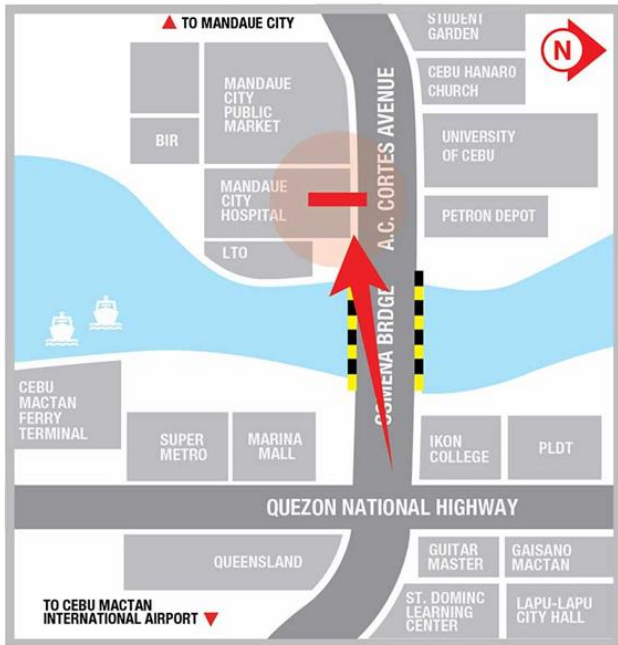 TO MANDAUE CITY
STUDENT
GARDEN
N
MANDAUE
CITY
PUBLIC
MARKET
A.C. CORTES AVENUE
CEBU HANARO
CHURCH
BIR
UNIVERSITY
OF CEBU
MANDAUE
CITY
HOSPITAL
PETRON DEPOT
LTO
OSMENA BRDGE
CEBU
MACTAN
FERRY
TERMINAL
SUPER
METRO
MARINA
MALL
IKON
COLLEGE
PLDT
QUEZON NATIONAL HIGHWAY
QUEENSLAND
GUITAR
MASTER
GAISANO
MACTAN
TO CEBU MACTAN
INTERNATIONAL AIRPORT
ST. DOMINC
LEARNING
CENTER
LAPU-LAPU
CITY HALL